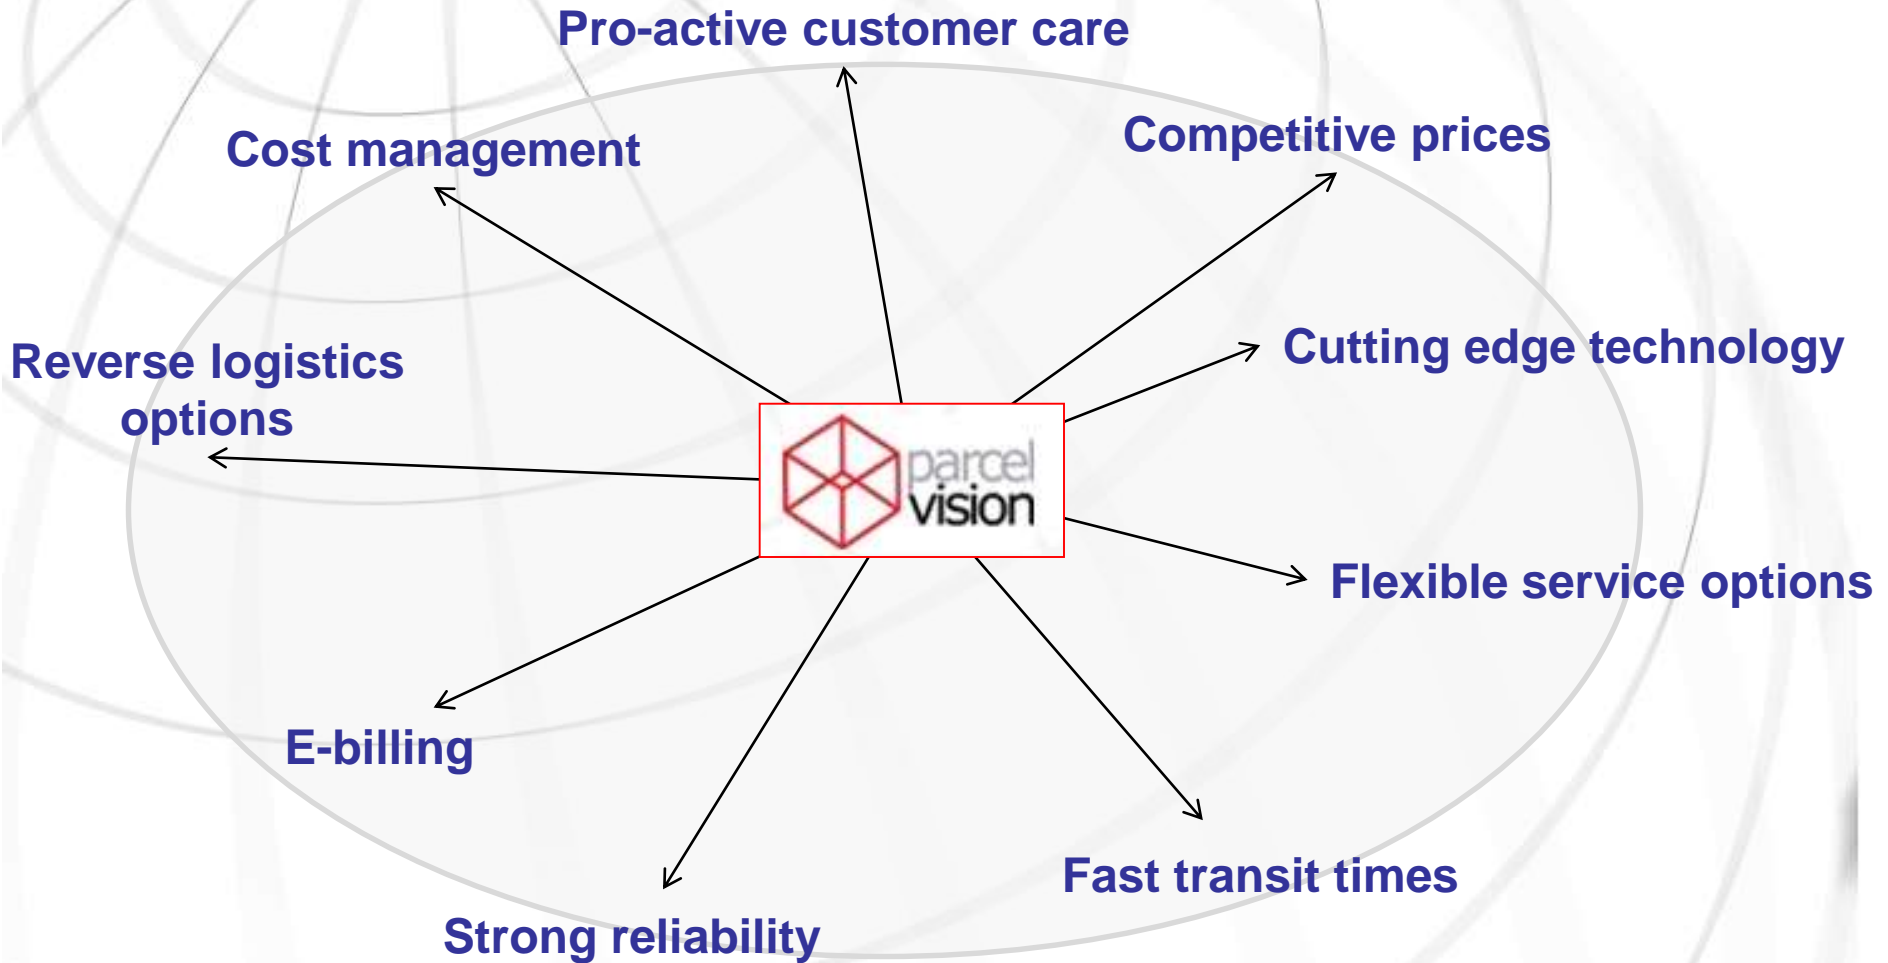 Pro-active customer care
Cost management
Competitive prices
Reverse logistics
options
Cutting edge technology
parcel
vision
Flexible service options
E-billing
Fast transit times
Strong reliability